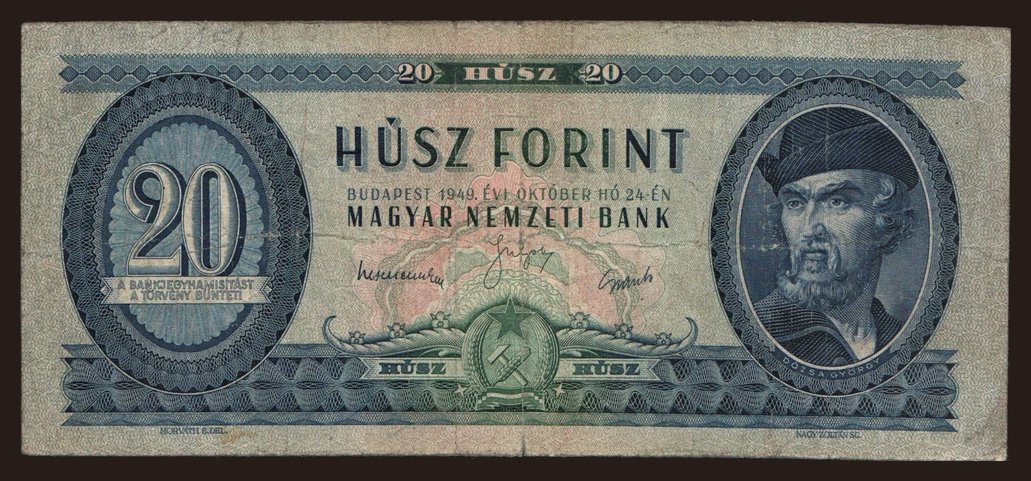 20 HÚSZ 20
HÚSZ FORINT
BUDAPEST 1949. ÉVI OKTÓBER HÓ 24-ÉN
MAGYAR NEMZETI BANK
20
A BANKJEGYHAMISÍTÁST
A TÖRVÉNY BÜNTETI
HÚSZ HÚSZ
DÓZSA GYÖRGY
HORVÁTH E. DEL. NAGY ZOLTÁN SC.